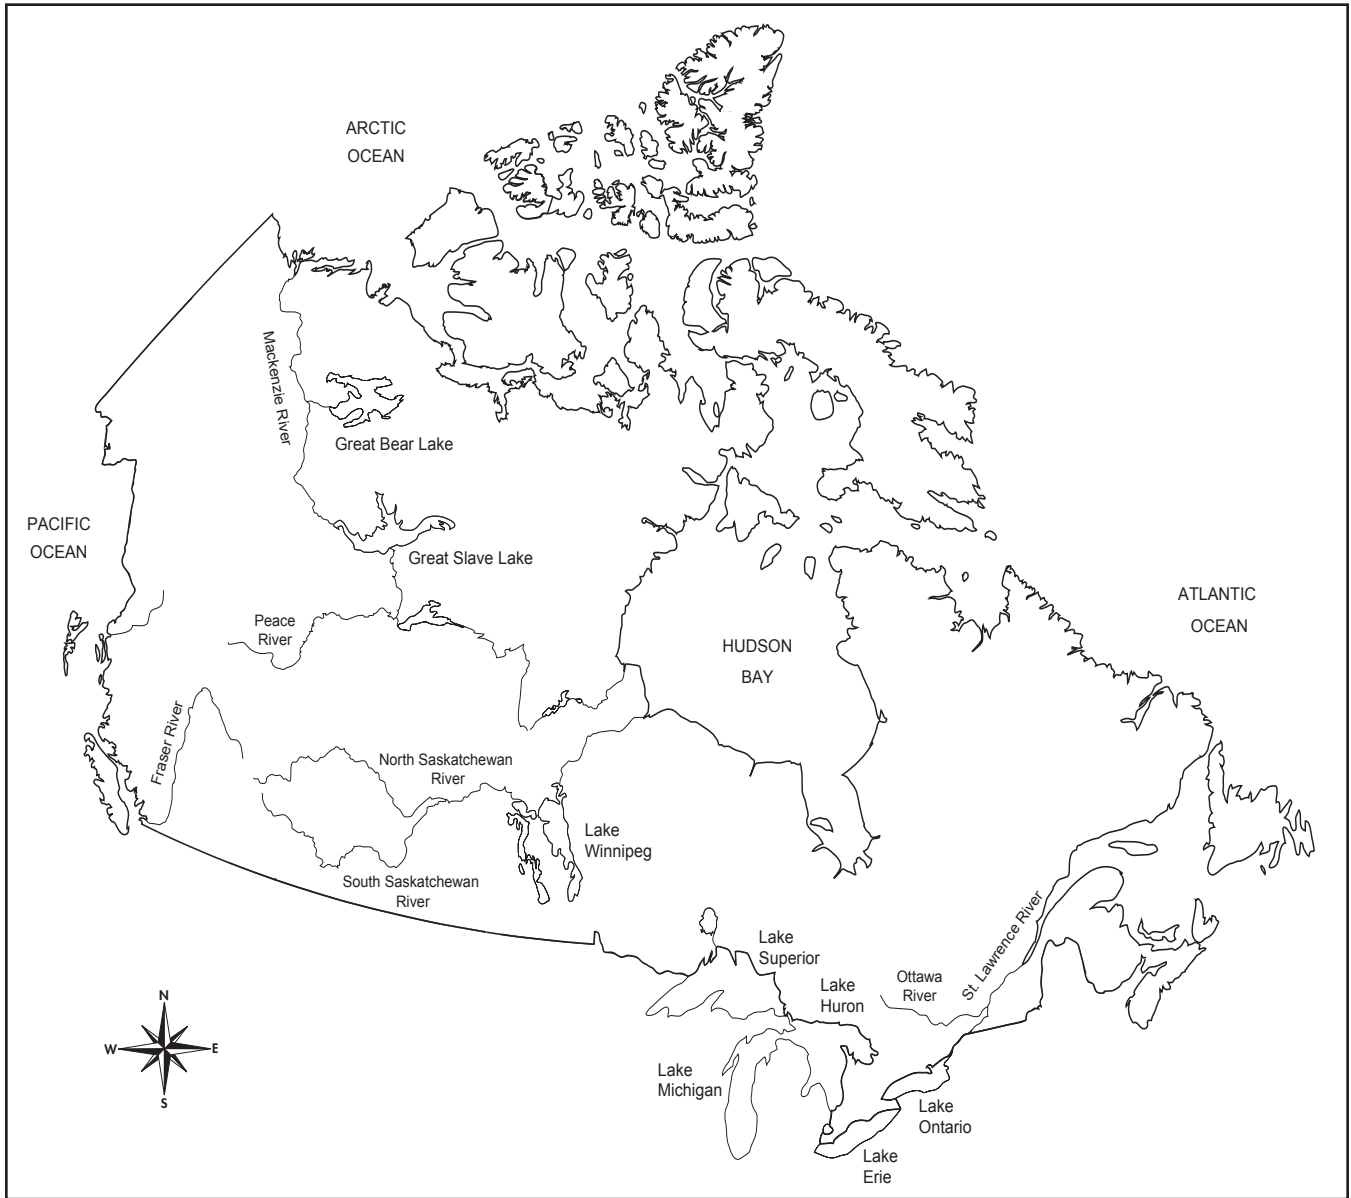 ARCTIC
OCEAN
Mackenzie River
Great Bear Lake
PACIFIC
OCEAN
Great Slave Lake
ATLANTIC
OCEAN
Peace
River
HUDSON
BAY
Fraser River
North Saskatchewan
River
Lake
Winnipeg
South Saskatchewan
River
St. Lawrence River
Lake
Superior
Ottawa
River
Lake
Huron
N
W
E
S
Lake
Michigan
Lake
Ontario
Lake
Erie